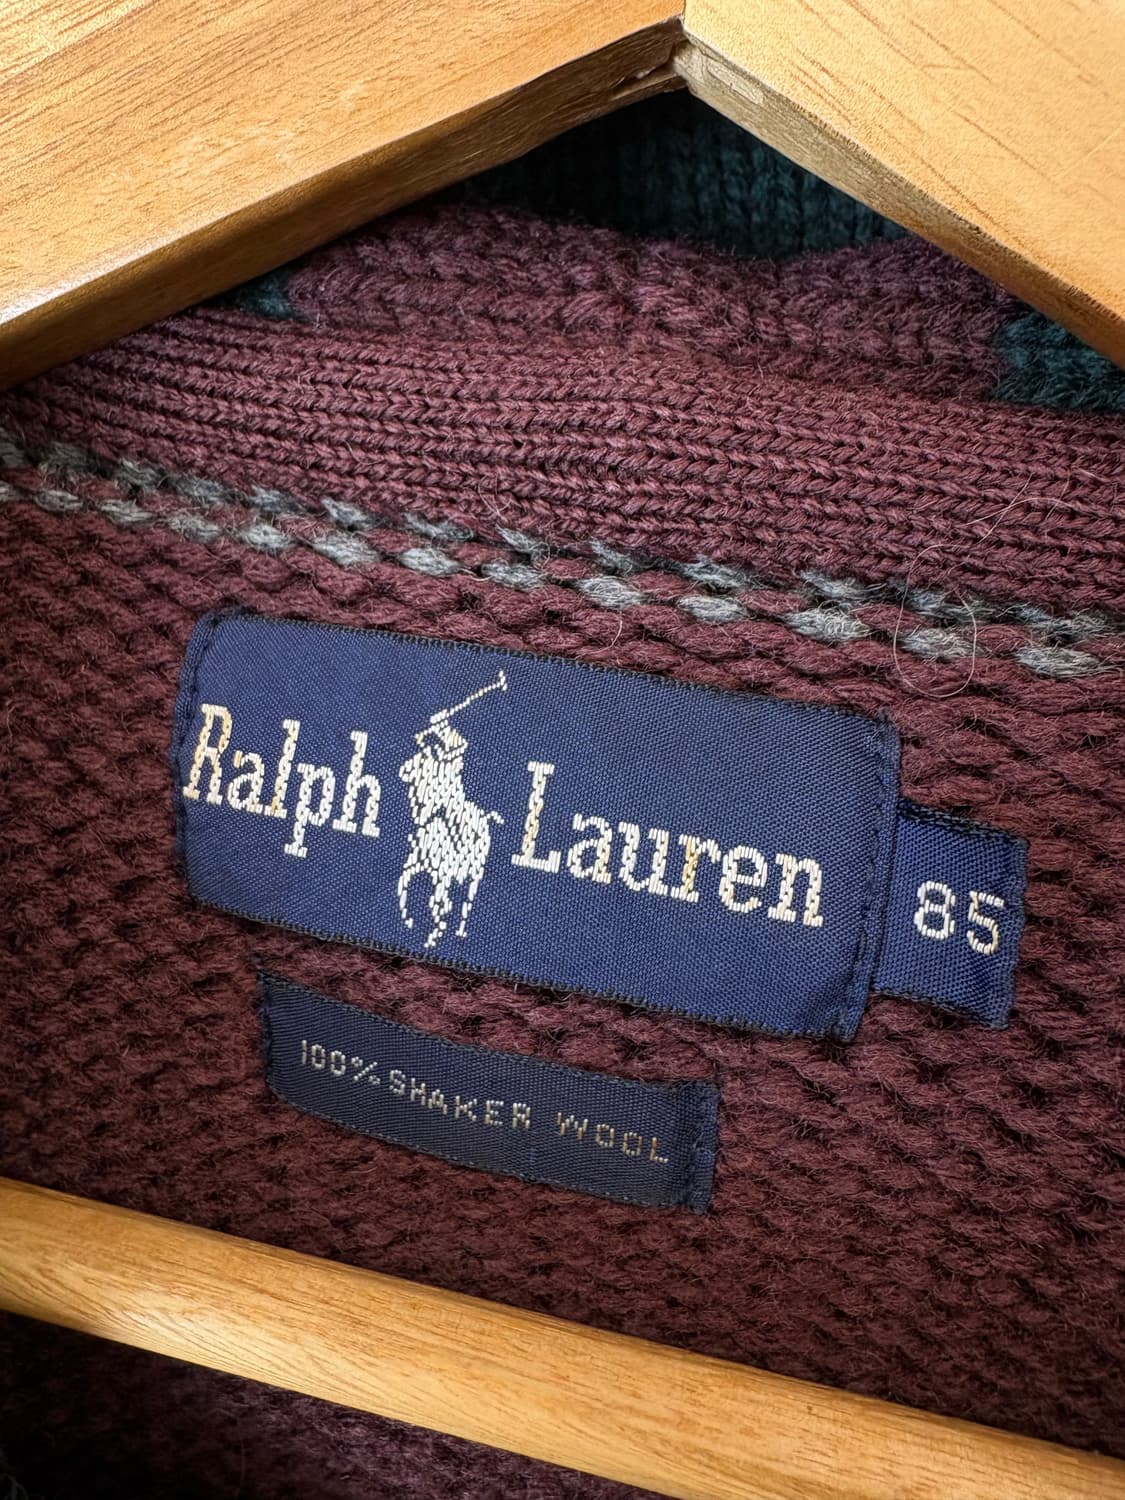 Ralph Lauren
85
100% SHAKER WOOL